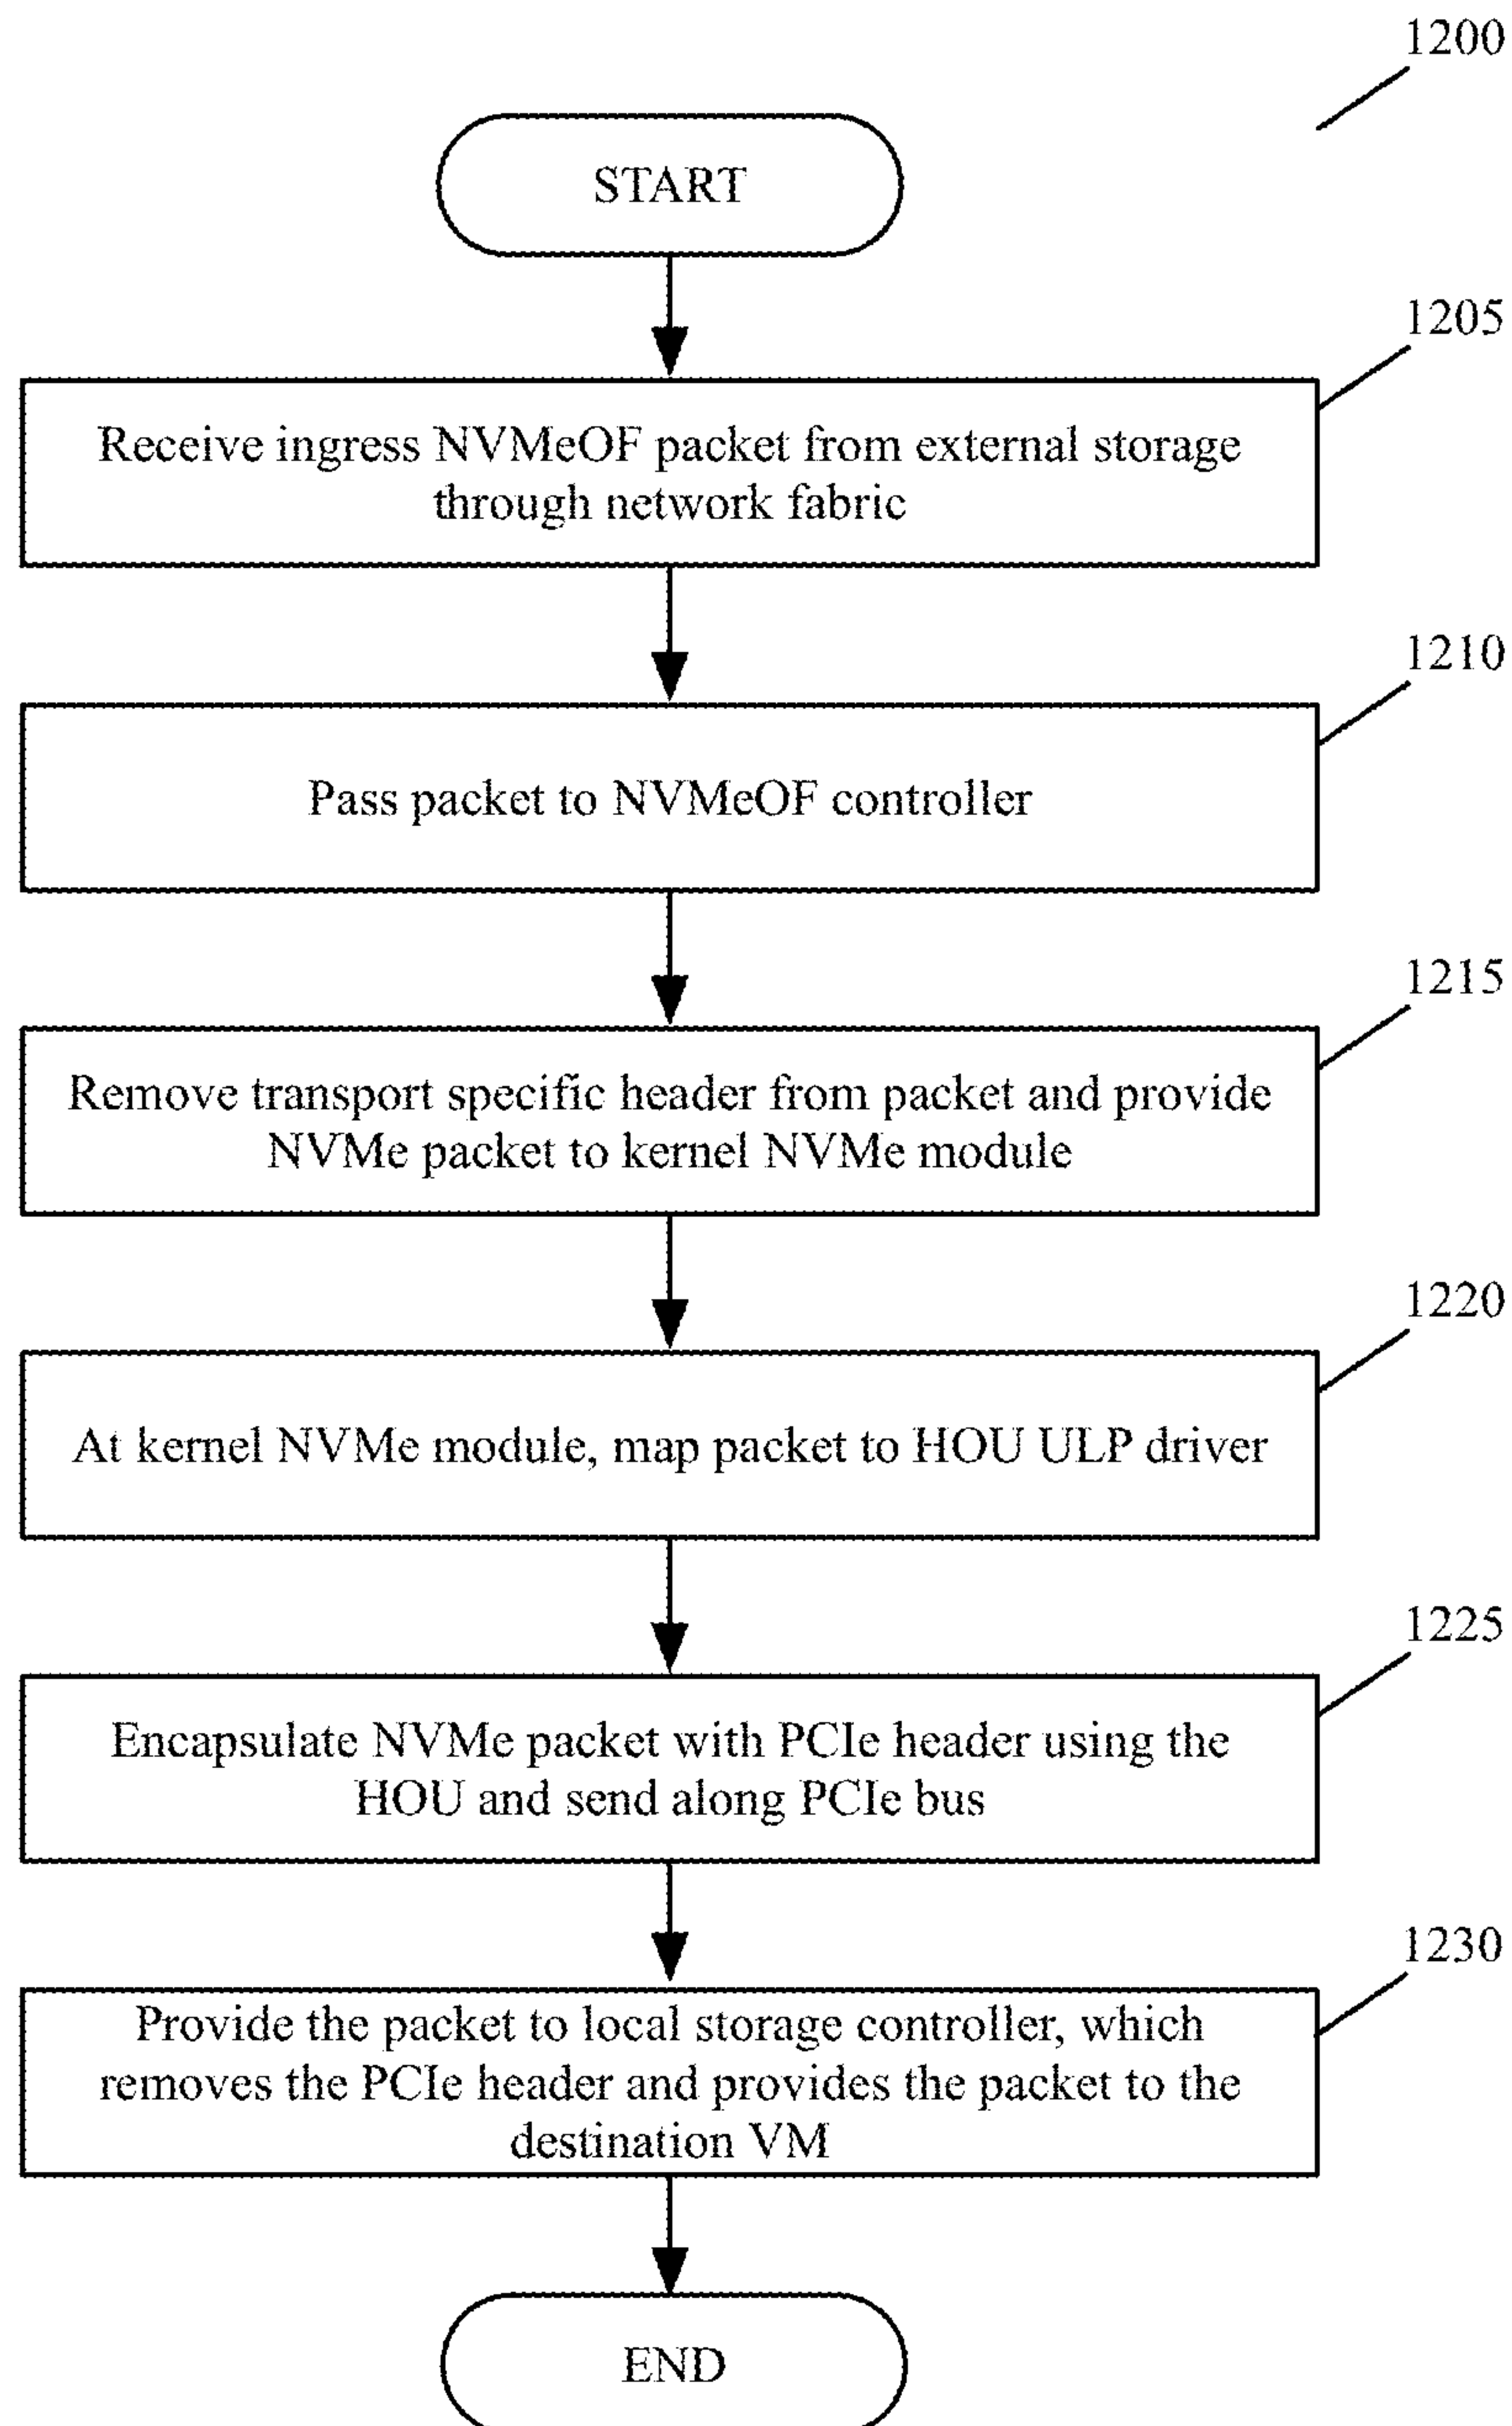 1200
START
1205
Receive ingress NVMeOF packet from external storage
through network fabric
1210
Pass packet to NVMeOF controller
1215
Remove transport specific header from packet and provide
NVMe packet to kernel NVMe module
1220
At kernel NVMe module, map packet to HOU ULP driver
1225
Encapsulate NVMe packet with PCIe header using the
HOU and send along PCIe bus
1230
Provide the packet to local storage controller, which
removes the PCIe header and provides the packet to the
destination VM
END